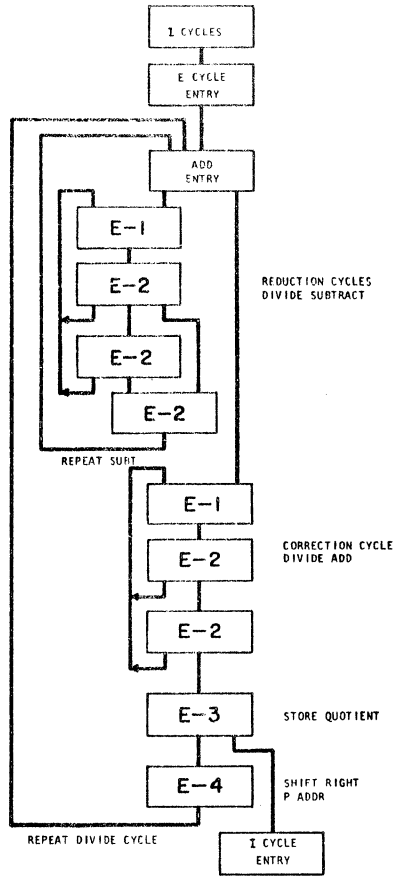 I CYCLES
E CYCLE
ENTRY
ADD
ENTRY
E-1
E-2
REDUCTION CYCLES
DIVIDE SUBTRACT
E-2
E-2
REPEAT SUBT
E-1
CORRECTION CYCLE
DIVIDE ADD
E-2
E-2
E-3
STORE QUOTIENT
E-4
SHIFT RIGHT
P ADDR
REPEAT DIVIDE CYCLE
I CYCLE
ENTRY